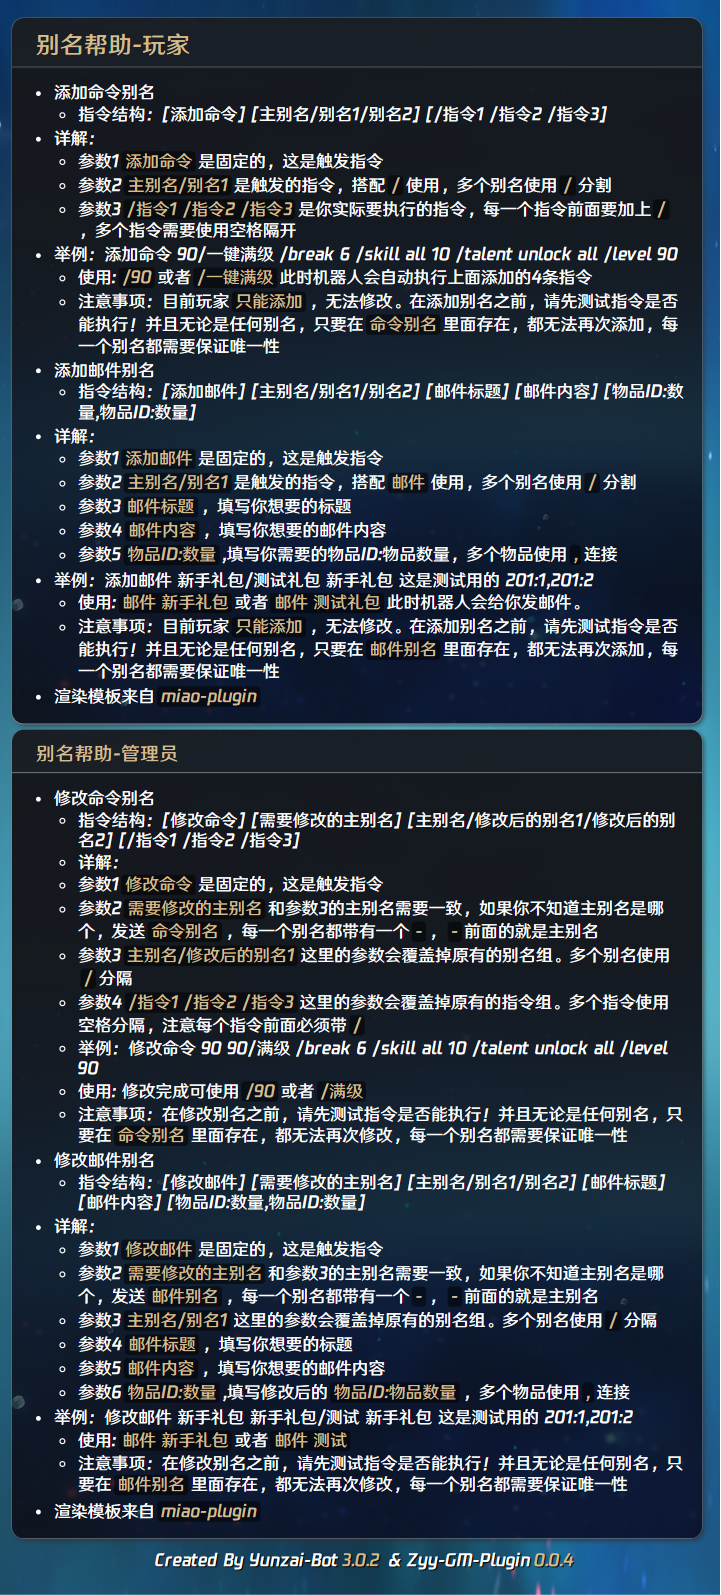 别名帮助-玩家
添加命令别名
指令结构：[添加命令] [主别名/别名1/别名2] [/指令1 /指令2 /指令3]
详解：
参数1 添加命令 是固定的，这是触发指令
参数2 主别名/别名1 是触发的指令，搭配 / 使用，多个别名使用 / 分割
参数3 /指令1 /指令2 /指令3 是你实际要执行的指令，每一个指令前面要加上 /
，多个指令需要使用空格隔开
举例：添加命令 90/一键满级 /break 6 /skill all 10 /talent unlock all /level 90
使用: /90 或者 /一键满级 此时机器人会自动执行上面添加的4条指令
注意事项：目前玩家 只能添加 ，无法修改。在添加别名之前，请先测试指令是否
能执行！并且无论是任何别名，只要在 命令别名 里面存在，都无法再次添加，每
一个别名都需要保证唯一性
添加邮件别名
指令结构：[添加邮件] [主别名/别名1/别名2] [邮件标题] [邮件内容] [物品ID:数
量,物品ID:数量]
详解：
参数1 添加邮件 是固定的，这是触发指令
参数2 主别名/别名1 是触发的指令，搭配 邮件 使用，多个别名使用 / 分割
参数3 邮件标题 ，填写你想要的标题
参数4 邮件内容 ，填写你想要的邮件内容
参数5 物品ID:数量 ,填写你需要的物品ID:物品数量，多个物品使用 , 连接
举例：添加邮件 新手礼包/测试礼包 新手礼包 这是测试用的 201:1,201:2
使用: 邮件 新手礼包 或者 邮件 测试礼包 此时机器人会给你发邮件。
注意事项：目前玩家 只能添加 ，无法修改。在添加别名之前，请先测试指令是否
能执行！并且无论是任何别名，只要在 邮件别名 里面存在，都无法再次添加，每
一个别名都需要保证唯一性
渲染模板来自 miao-plugin
别名帮助-管理员
修改命令别名
指令结构：[修改命令] [需要修改的主别名] [主别名/修改后的别名1/修改后的别
名2] [/指令1 /指令2 /指令3]
详解：
参数1 修改命令 是固定的，这是触发指令
参数2 需要修改的主别名 和参数3的主别名需要一致，如果你不知道主别名是哪
个，发送 命令别名 ，每一个别名都带有一个 - ， - 前面的就是主别名
参数3 主别名/修改后的别名1 这里的参数会覆盖掉原有的别名组。多个别名使用
/ 分隔
参数4 /指令1 /指令2 /指令3 这里的参数会覆盖掉原有的指令组。多个指令使用
空格分隔，注意每个指令前面必须带 /
举例：修改命令 90 90/满级 /break 6 /skill all 10 /talent unlock all /level
90
使用: 修改完成可使用 /90 或者 /满级
注意事项：在修改别名之前，请先测试指令是否能执行！并且无论是任何别名，只
要在 命令别名 里面存在，都无法再次修改，每一个别名都需要保证唯一性
修改邮件别名
指令结构：[修改邮件] [需要修改的主别名] [主别名/别名1/别名2] [邮件标题]
[邮件内容] [物品ID:数量,物品ID:数量]
详解：
参数1 修改邮件 是固定的，这是触发指令
参数2 需要修改的主别名 和参数3的主别名需要一致，如果你不知道主别名是哪
个，发送 邮件别名 ，每一个别名都带有一个 - ， - 前面的就是主别名
参数3 主别名/别名1 这里的参数会覆盖掉原有的别名组。多个别名使用 / 分隔
参数4 邮件标题 ，填写你想要的标题
参数5 邮件内容 ，填写你想要的邮件内容
参数6 物品ID:数量 ,填写修改后的 物品ID:物品数量 ，多个物品使用 , 连接
举例：修改邮件 新手礼包 新手礼包/测试 新手礼包 这是测试用的 201:1,201:2
使用: 邮件 新手礼包 或者 邮件 测试
注意事项：在修改别名之前，请先测试指令是否能执行！并且无论是任何别名，只
要在 邮件别名 里面存在，都无法再次修改，每一个别名都需要保证唯一性
渲染模板来自 miao-plugin
Created By Yunzai-Bot 3.0.2 & Zyy-GM-Plugin 0.0.4